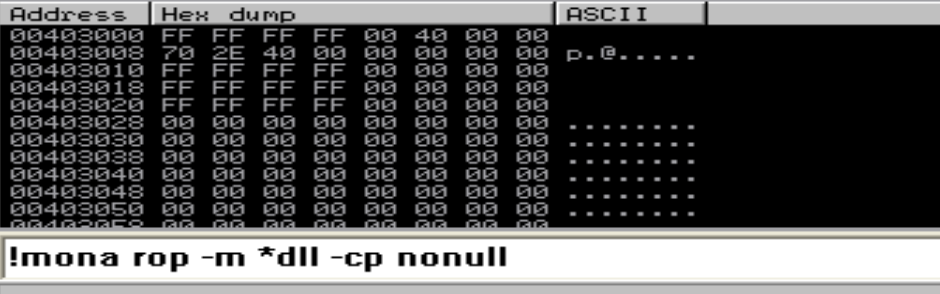 Address Hex dump ASCII
00403000 FF FF FF FF 00 40 00 00
00403008 70 2E 40 00 00 00 00 00 p.@.....
00403010 FF FF FF FF 00 00 00 00
00403018 FF FF FF FF 00 00 00 00
00403020 FF FF FF FF 00 00 00 00
00403028 00 00 00 00 00 00 00 00 ........
00403030 00 00 00 00 00 00 00 00 ........
00403038 00 00 00 00 00 00 00 00 ........
00403040 00 00 00 00 00 00 00 00 ........
00403048 00 00 00 00 00 00 00 00 ........
00403050 00 00 00 00 00 00 00 00 ........
!mona rop -m *dll -cp nonull